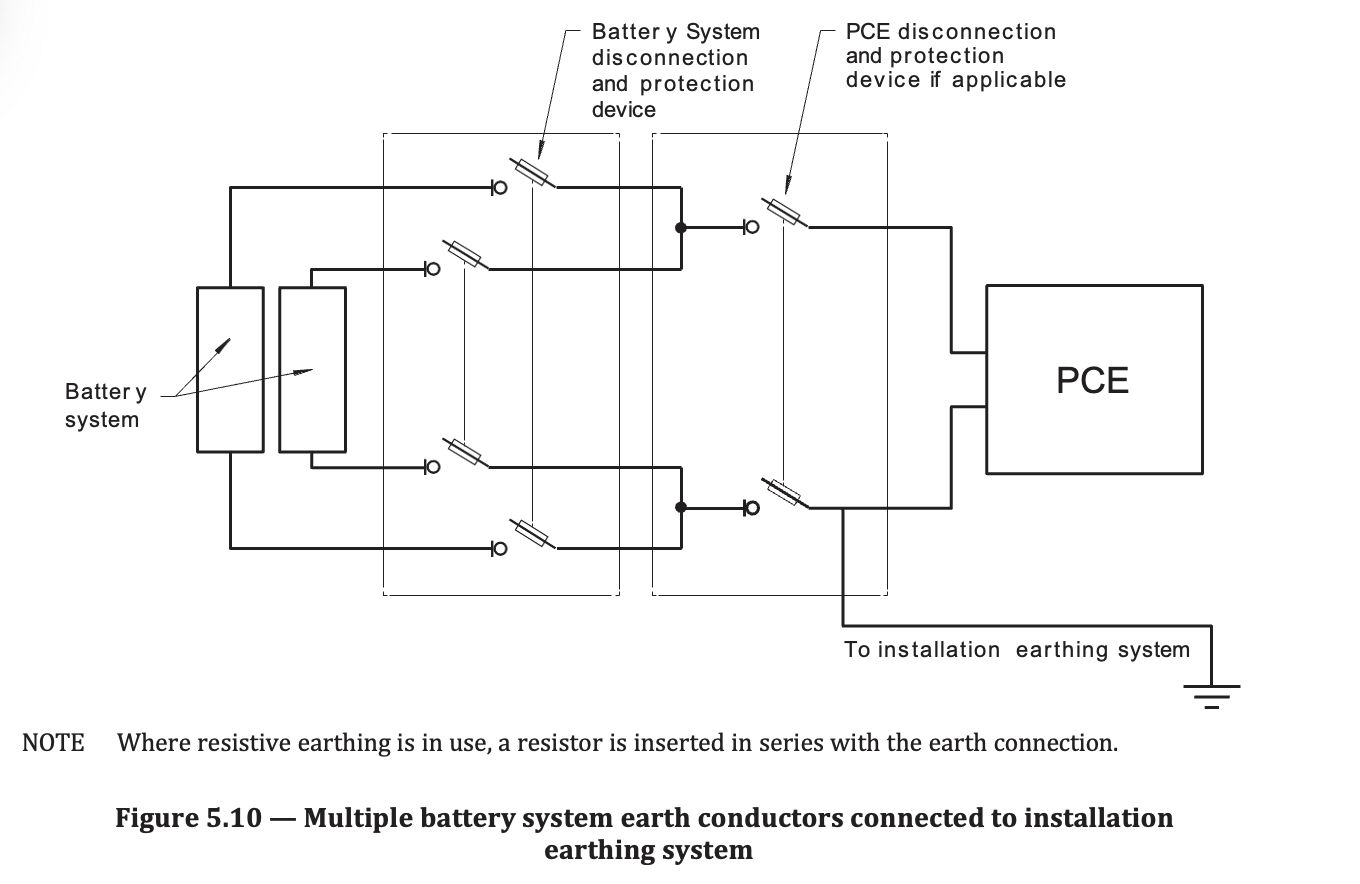 Battery System
disconnection
and protection
device
PCE disconnection
and protection
device if applicable
Battery
system
PCE
To installation earthing system
NOTE Where resistive earthing is in use, a resistor is inserted in series with the earth connection.
Figure 5.10 — Multiple battery system earth conductors connected to installation
earthing system